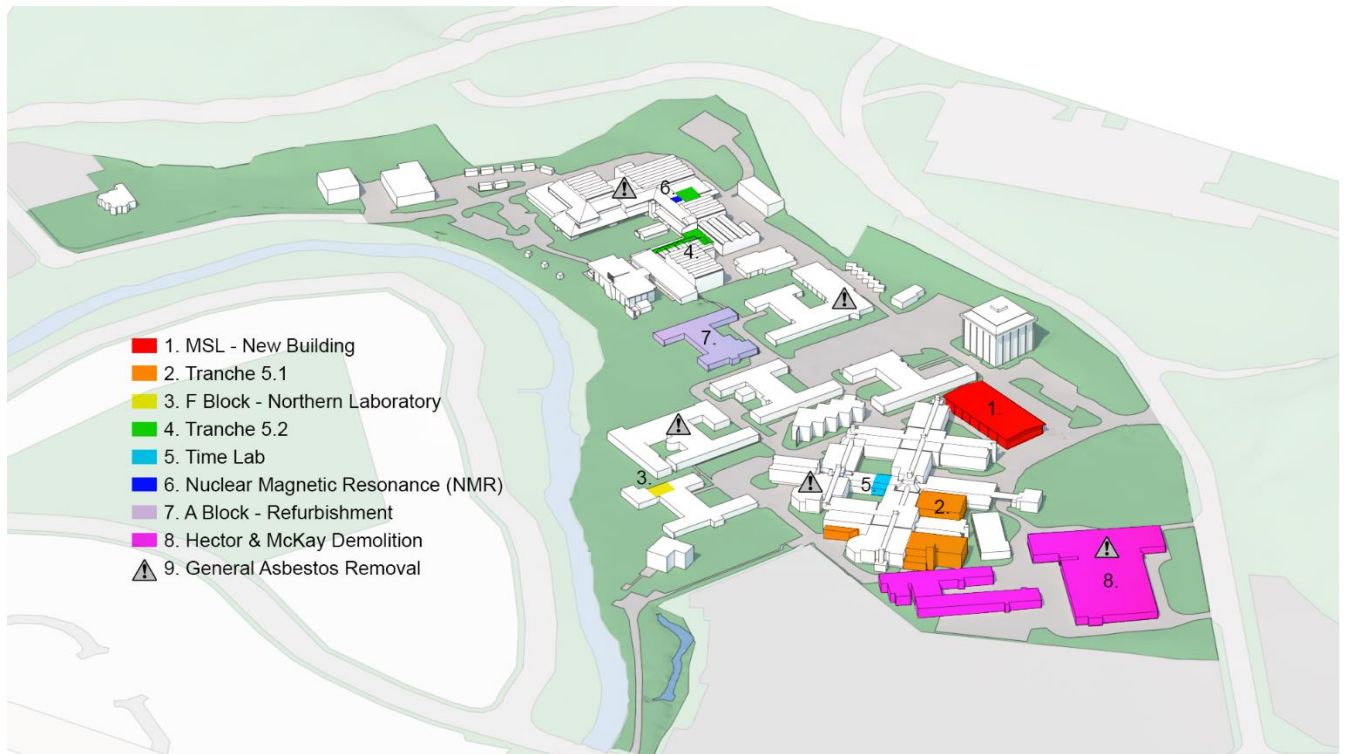 6.
4.
7.
1. MSL - New Building
2. Tranche 5.1
3. F Block - Northern Laboratory
4. Tranche 5.2
5. Time Lab
6. Nuclear Magnetic Resonance (NMR)
7. A Block - Refurbishment
8. Hector & McKay Demolition
9. General Asbestos Removal
1.
3.
5.
2.
8.